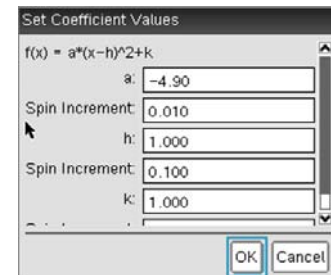 Set Coefficient Values
f(x) = a*(x-h)^2+k
a: -4.90
Spin Increment: 0.010
h: 1.000
Spin Increment: 0.100
k: 1.000
OK Cancel